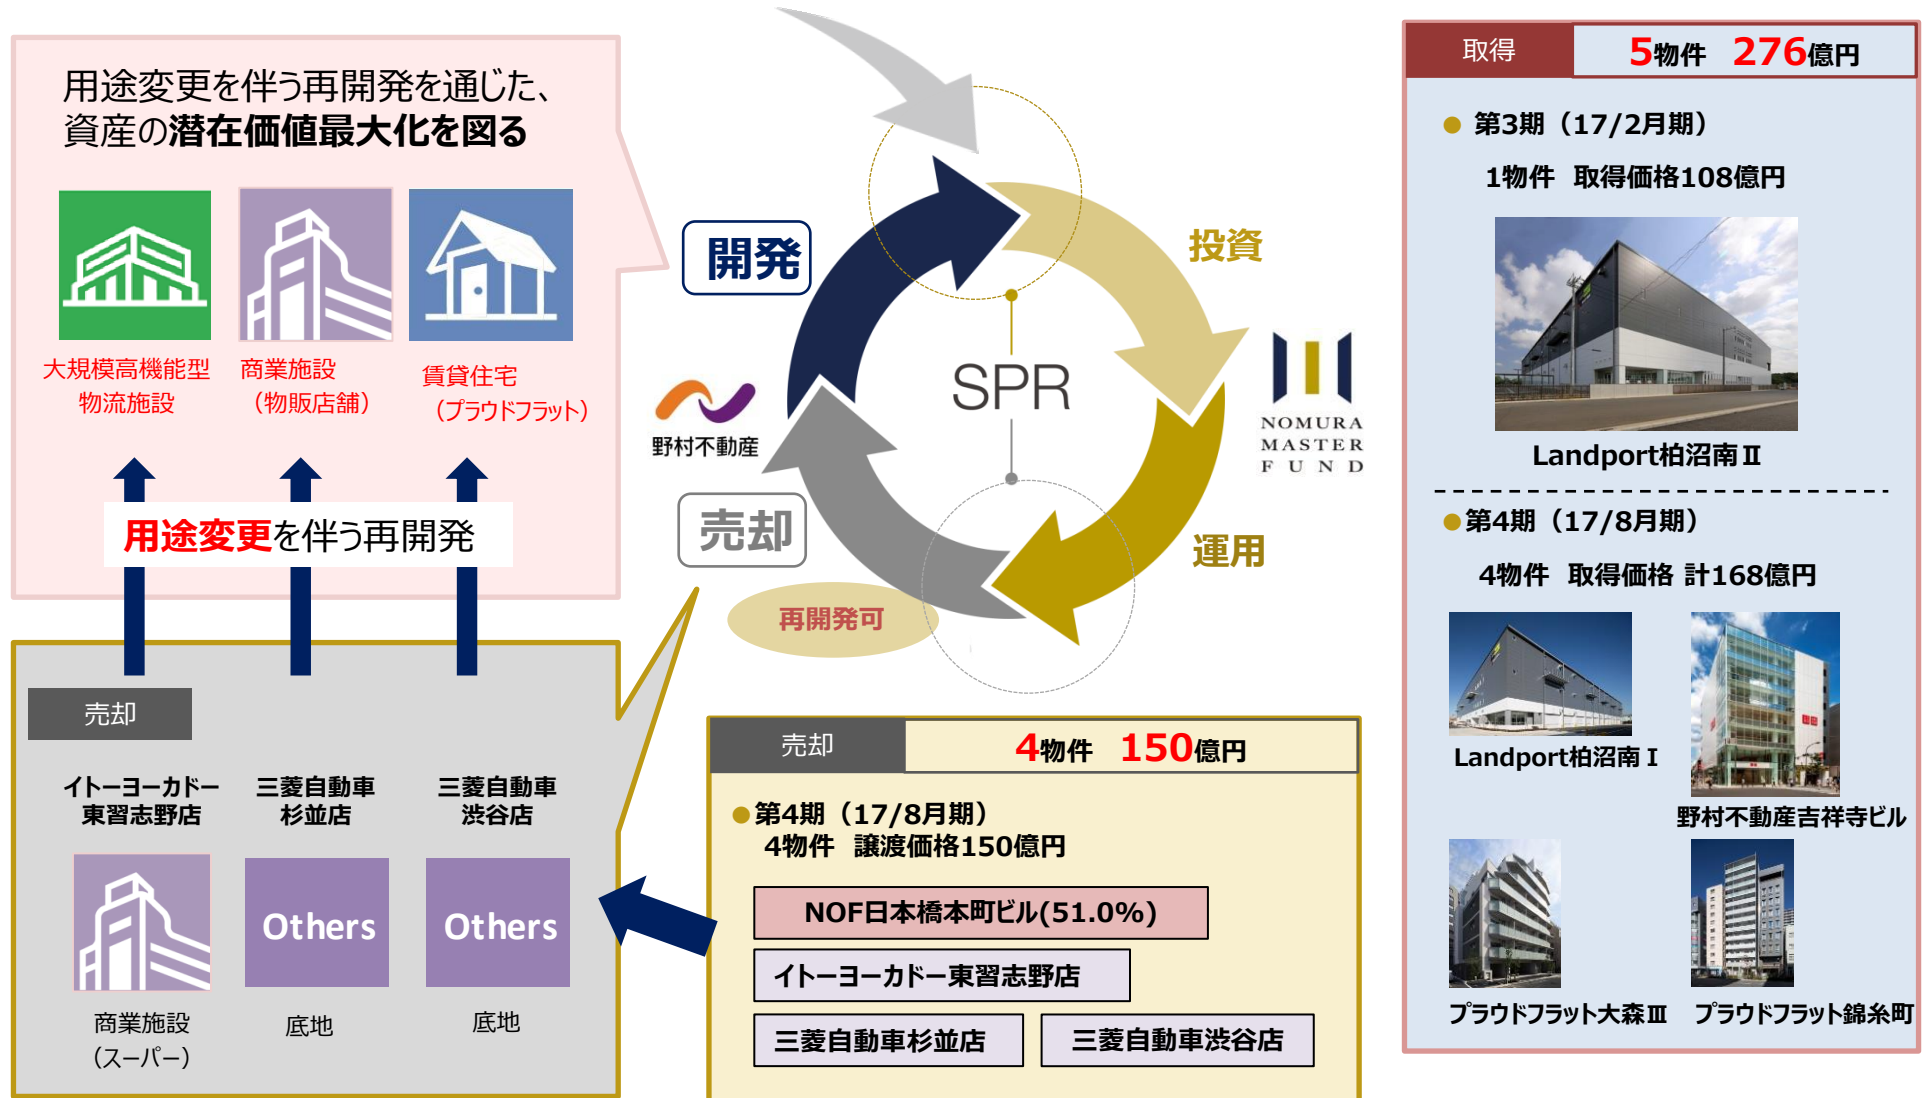 用途変更を伴う再開発を通じた、
資産の潜在価値最大化を図る
大規模高機能型
物流施設
商業施設
(物販店舗)
賃貸住宅
(プラウドフラット)
用途変更を伴う再開発
売却
イトーヨーカドー
東習志野店
三菱自動車
杉並店
三菱自動車
渋谷店
Others
Others
商業施設
(スーパー)
底地
底地
開発
投資
SPR
野村不動産
NOMURA
MASTER
FUND
売却
運用
再開発可
売却
4物件 150億円
●第4期（17/8月期）
4物件 譲渡価格150億円
NOF日本橋本町ビル(51.0%)
イトーヨーカドー東習志野店
三菱自動車杉並店
三菱自動車渋谷店
取得
5物件 276億円
● 第3期（17/2月期）
1物件 取得価格108億円
Landport柏沼南Ⅱ
●第4期（17/8月期）
4物件 取得価格 計168億円
Landport柏沼南Ⅰ
野村不動産吉祥寺ビル
プラウドフラット大森Ⅲ
プラウドフラット錦糸町